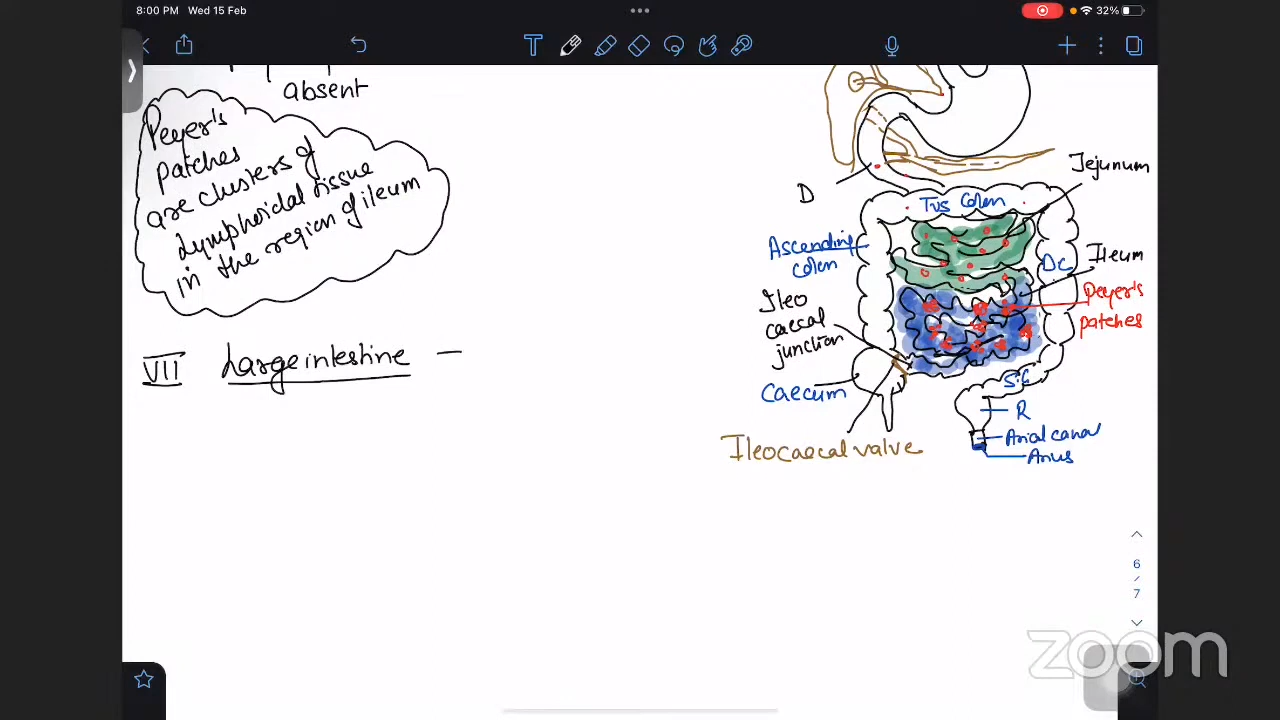 8:00 PM Wed 15 Feb
32%
absent
Peyer's
patches
are clusters of
Lymphoidal tissue
in the region of ileum
VII Large intestine —
D
Jejunum
Trvs Colon
Ascending
colon
DC
Ileum
Peyer's
patches
Ileo
caecal
junction
Caecum
S.C
R
Anal canal
Anus
Ileocaecal valve
6
/
7
zoom